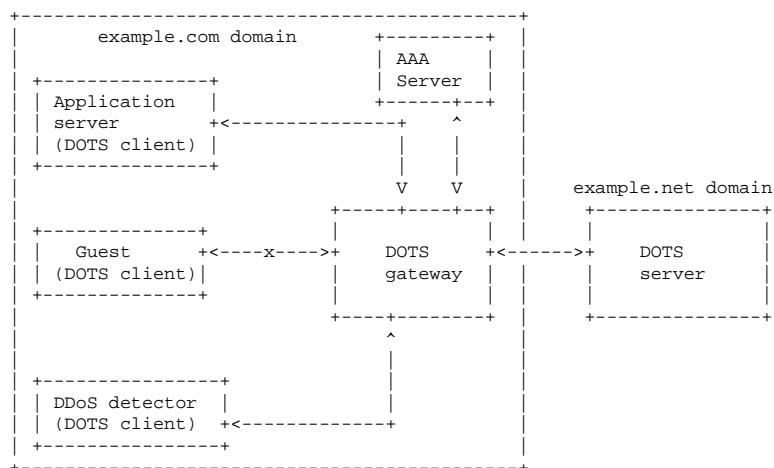 example.com domain
AAA
Server
Application
server
(DOTS client)
x
V V
example.net domain
Guest
(DOTS client)
DOTS
gateway
DOTS
server
DDoS detector
(DOTS client)